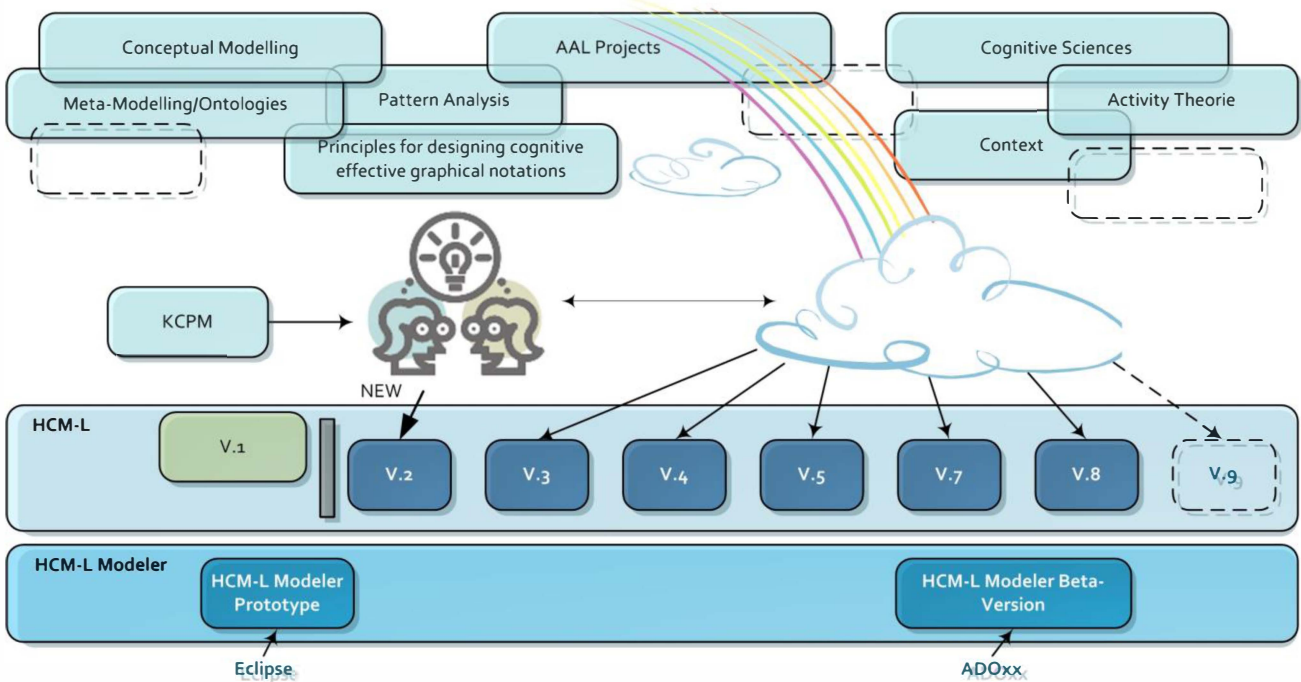 Conceptual Modelling
AAL Projects
Cognitive Sciences
Meta-Modelling/Ontologies
Pattern Analysis
Activity Theorie
Principles for designing cognitive
effective graphical notations
Context
KCPM
NEW
HCM-L
V.1
V.2
V.3
V.4
V.5
V.7
V.8
V.9
HCM-L Modeler
HCM-L Modeler
Prototype
HCM-L Modeler Beta-
Version
Eclipse
ADOxx